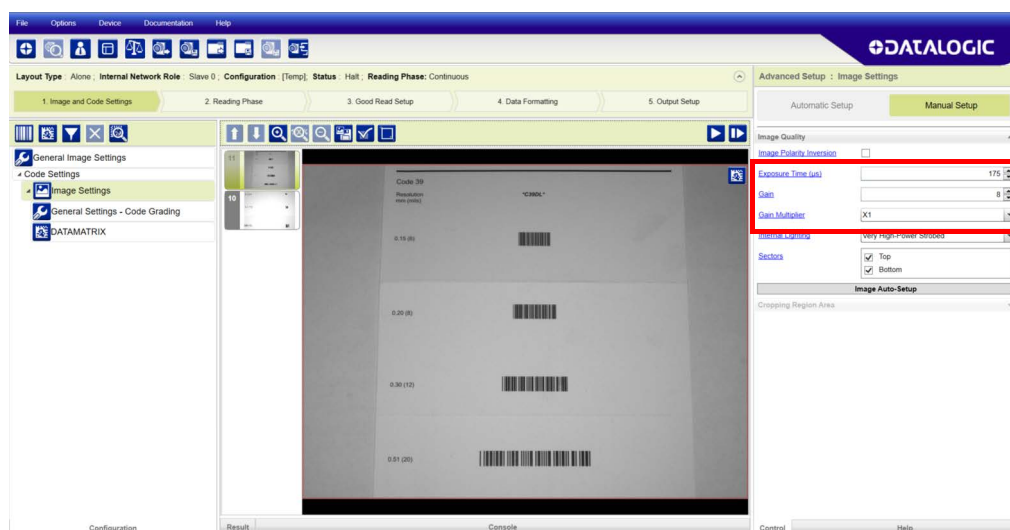 File Options Device Documentation Help
DATALOGIC
Layout Type : Alone ; Internal Network Role : Slave 0 ; Configuration : [Temp]; Status : Halt ; Reading Phase: Continuous
1. Image and Code Settings 2. Reading Phase 3. Good Read Setup 4. Data Formatting 5. Output Setup
General Image Settings
Code Settings
Image Settings
General Settings - Code Grading
DATAMATRIX
Configuration
11
10
Code 39
Resolution "C39DL"
mm (mils)
0.15 (6)
0.20 (8)
0.30 (12)
0.51 (20)
Result Console
Advanced Setup : Image Settings
Automatic Setup Manual Setup
Image Quality
Image Polarity Inversion
Exposure Time (µs) 175
Gain 8
Gain Multiplier X1
Internal Lighting Very High-Power Strobed
Sectors Top
Bottom
Image Auto-Setup
Cropping Region Area
Control Help